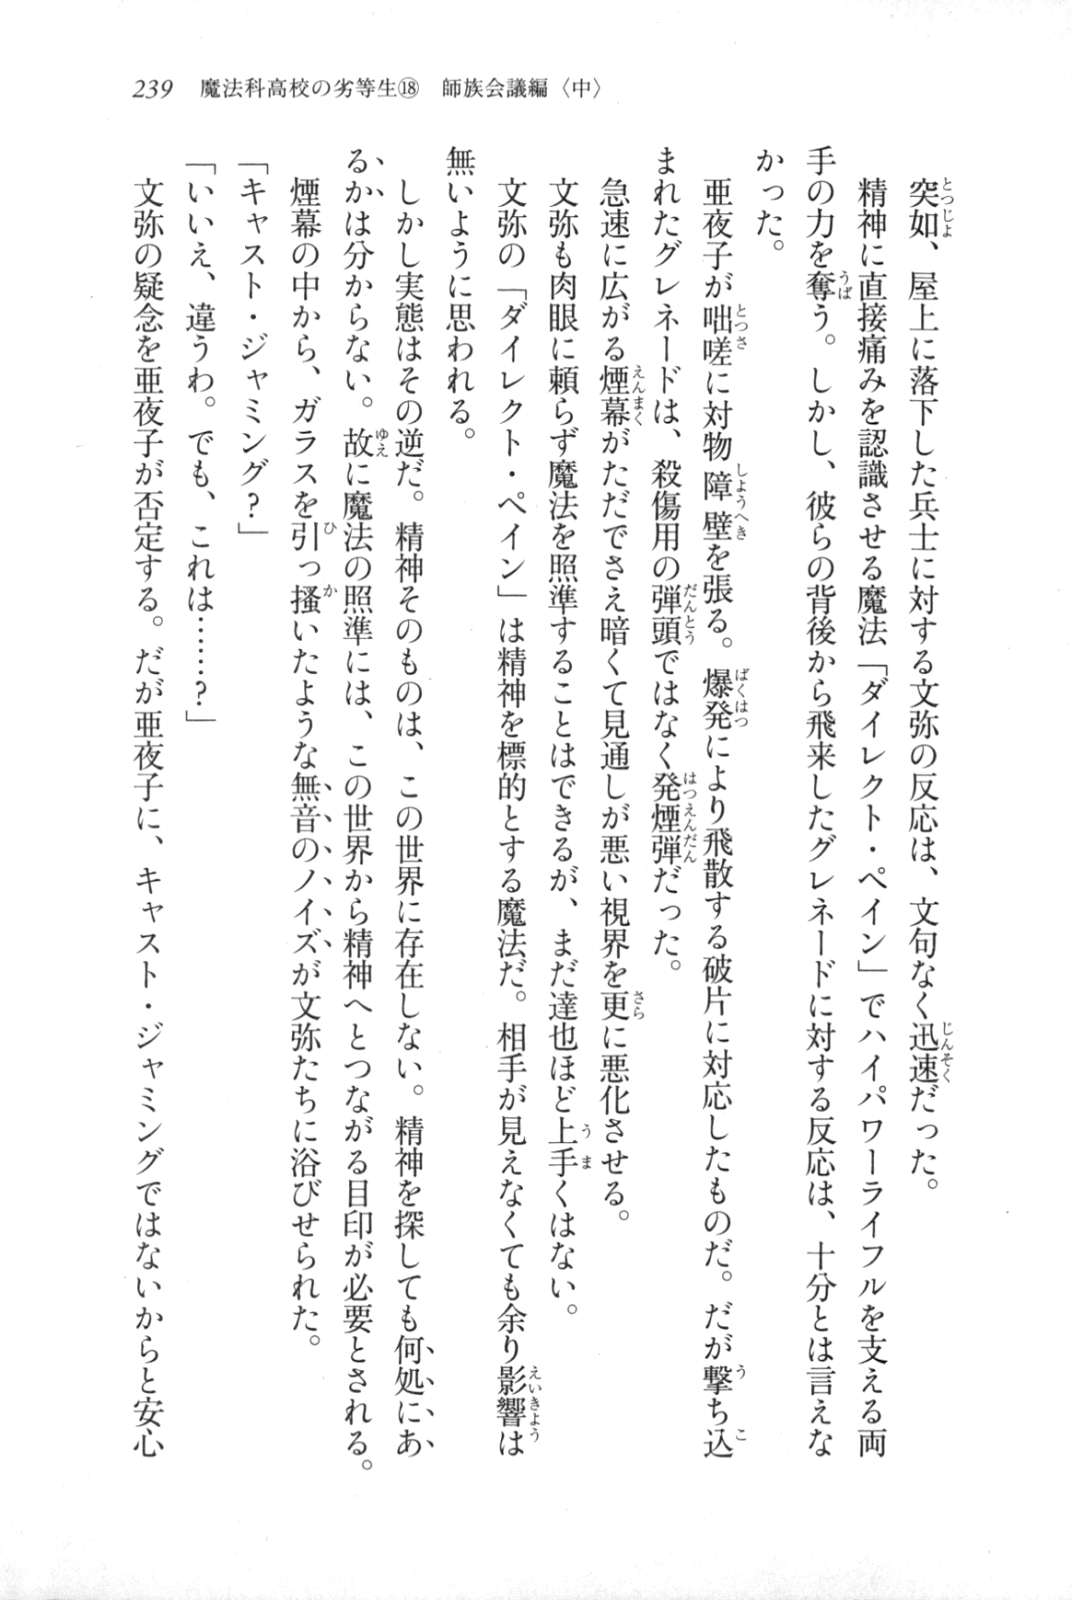 239　魔法科高校の劣等生⑱　師族会議編〈中〉
　突如、屋上に落下した兵士に対する文弥の反応は、文句なく迅速だった。
　精神に直接痛みを認識させる魔法「ダイレクト・ペイン」でハイパワーライフルを支える両
手の力を奪う。しかし、彼らの背後から飛来したグレネードに対する反応は、十分とは言えな
かった。
　亜夜子が咄嗟に対物障壁を張る。爆発により飛散する破片に対応したものだ。だが撃ち込
まれたグレネードは、殺傷用の弾頭ではなく発煙弾だった。
　急速に広がる煙幕がただでさえ暗くて見通しが悪い視界を更に悪化させる。
　文弥も肉眼に頼らず魔法を照準することはできるが、まだ達也ほど上手くはない。
　文弥の「ダイレクト・ペイン」は精神を標的とする魔法だ。相手が見えなくても余り影響は
無いように思われる。
　しかし実態はその逆だ。精神そのものは、この世界に存在しない。精神を探しても何処にあ
るかは分からない。故に魔法の照準には、この世界から精神へとつながる目印が必要とされる。
　煙幕の中から、ガラスを引っ掻いたような無音のノイズが文弥たちに浴びせられた。
「キャスト・ジャミング？」
「いいえ、違うわ。でも、これは……？」
　文弥の疑念を亜夜子が否定する。だが亜夜子に、キャスト・ジャミングではないからと安心